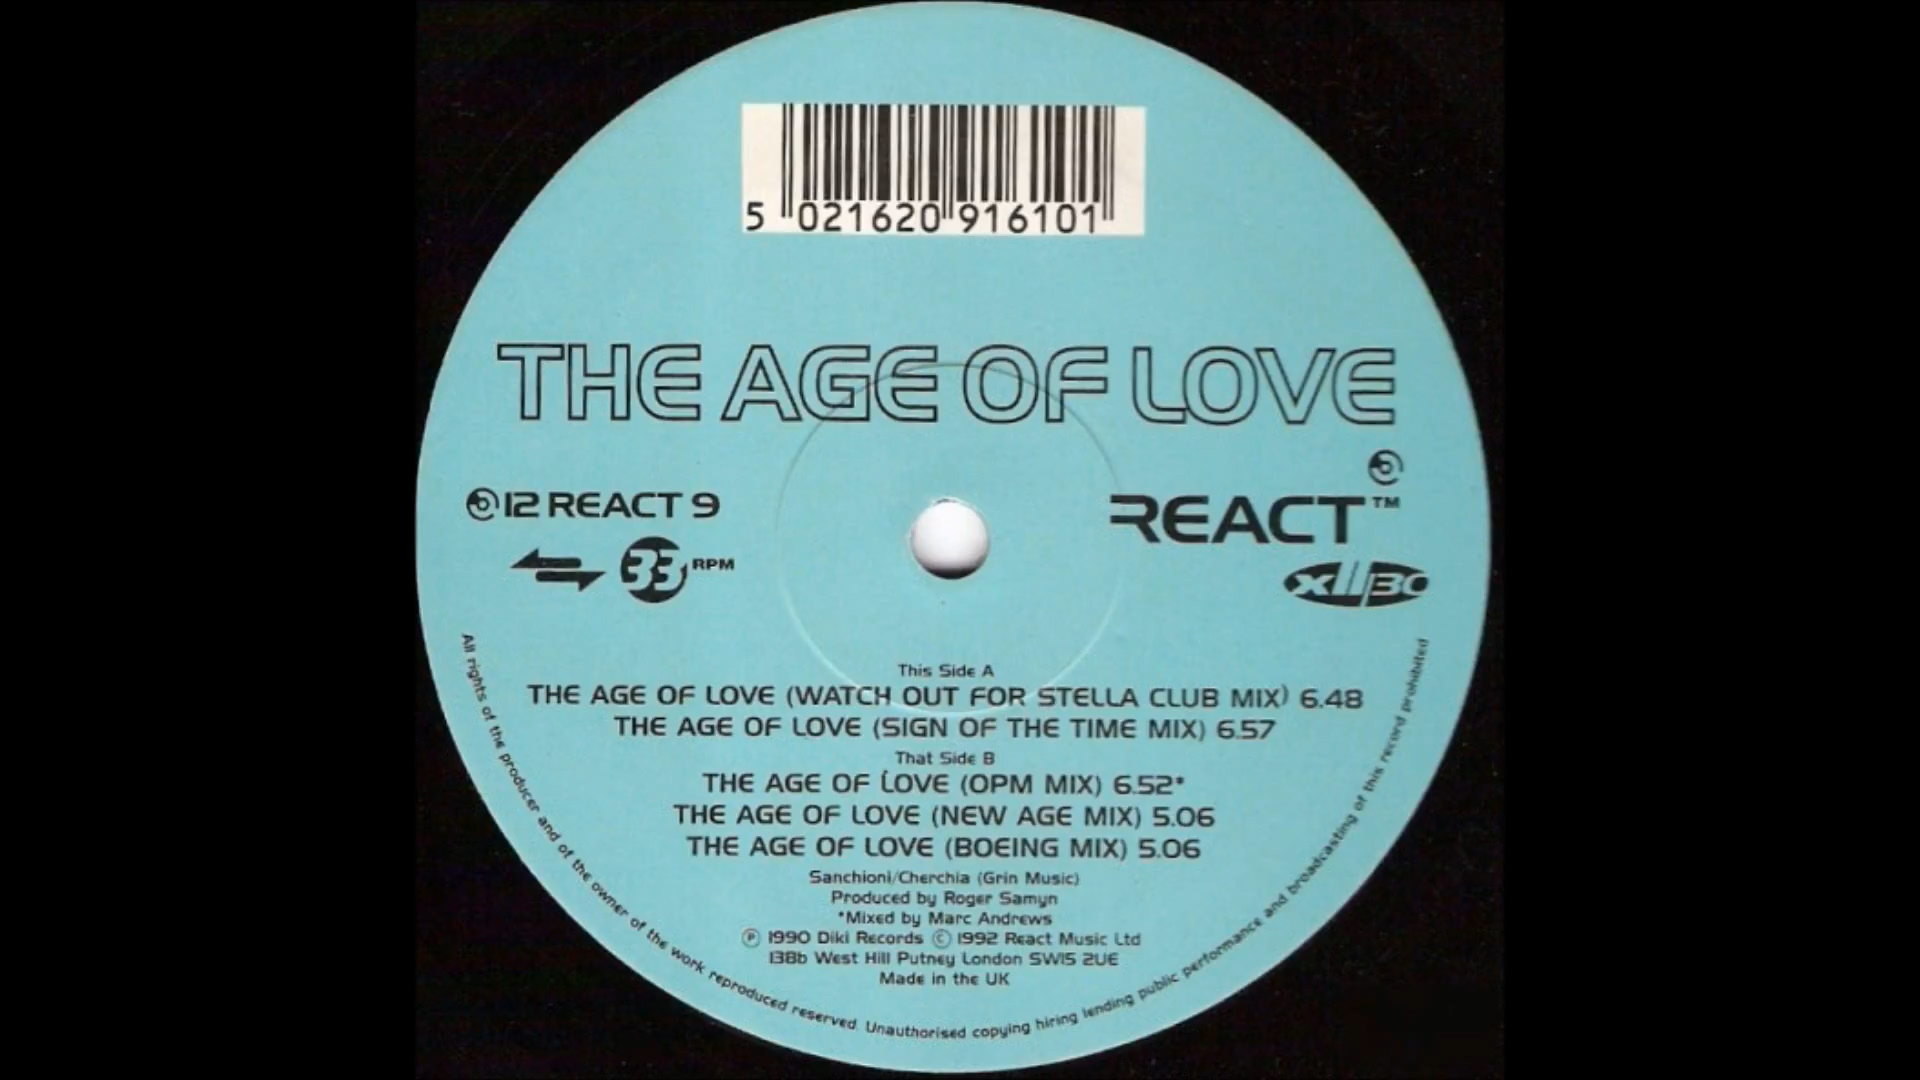 5 021620 916101
THE AGE OF LOVE
12 REACT 9
REACT™
33 RPM
This Side A
THE AGE OF LOVE (WATCH OUT FOR STELLA CLUB MIX) 6.48
THE AGE OF LOVE (SIGN OF THE TIME MIX) 6.57
That Side B
THE AGE OF LOVE (OPM MIX) 6.52*
THE AGE OF LOVE (NEW AGE MIX) 5.06
THE AGE OF LOVE (BOEING MIX) 5.06
Sanchioni/Cherchia (Grin Music)
Produced by Roger Samyn
*Mixed by Marc Andrews
Ⓟ 1990 Diki Records © 1992 React Music Ltd
138b West Hill Putney London SW15 2UE
Made in the UK
All rights of the producer and of the owner of the work reproduced reserved. Unauthorised copying hiring lending public performance and broadcasting of this record prohibited